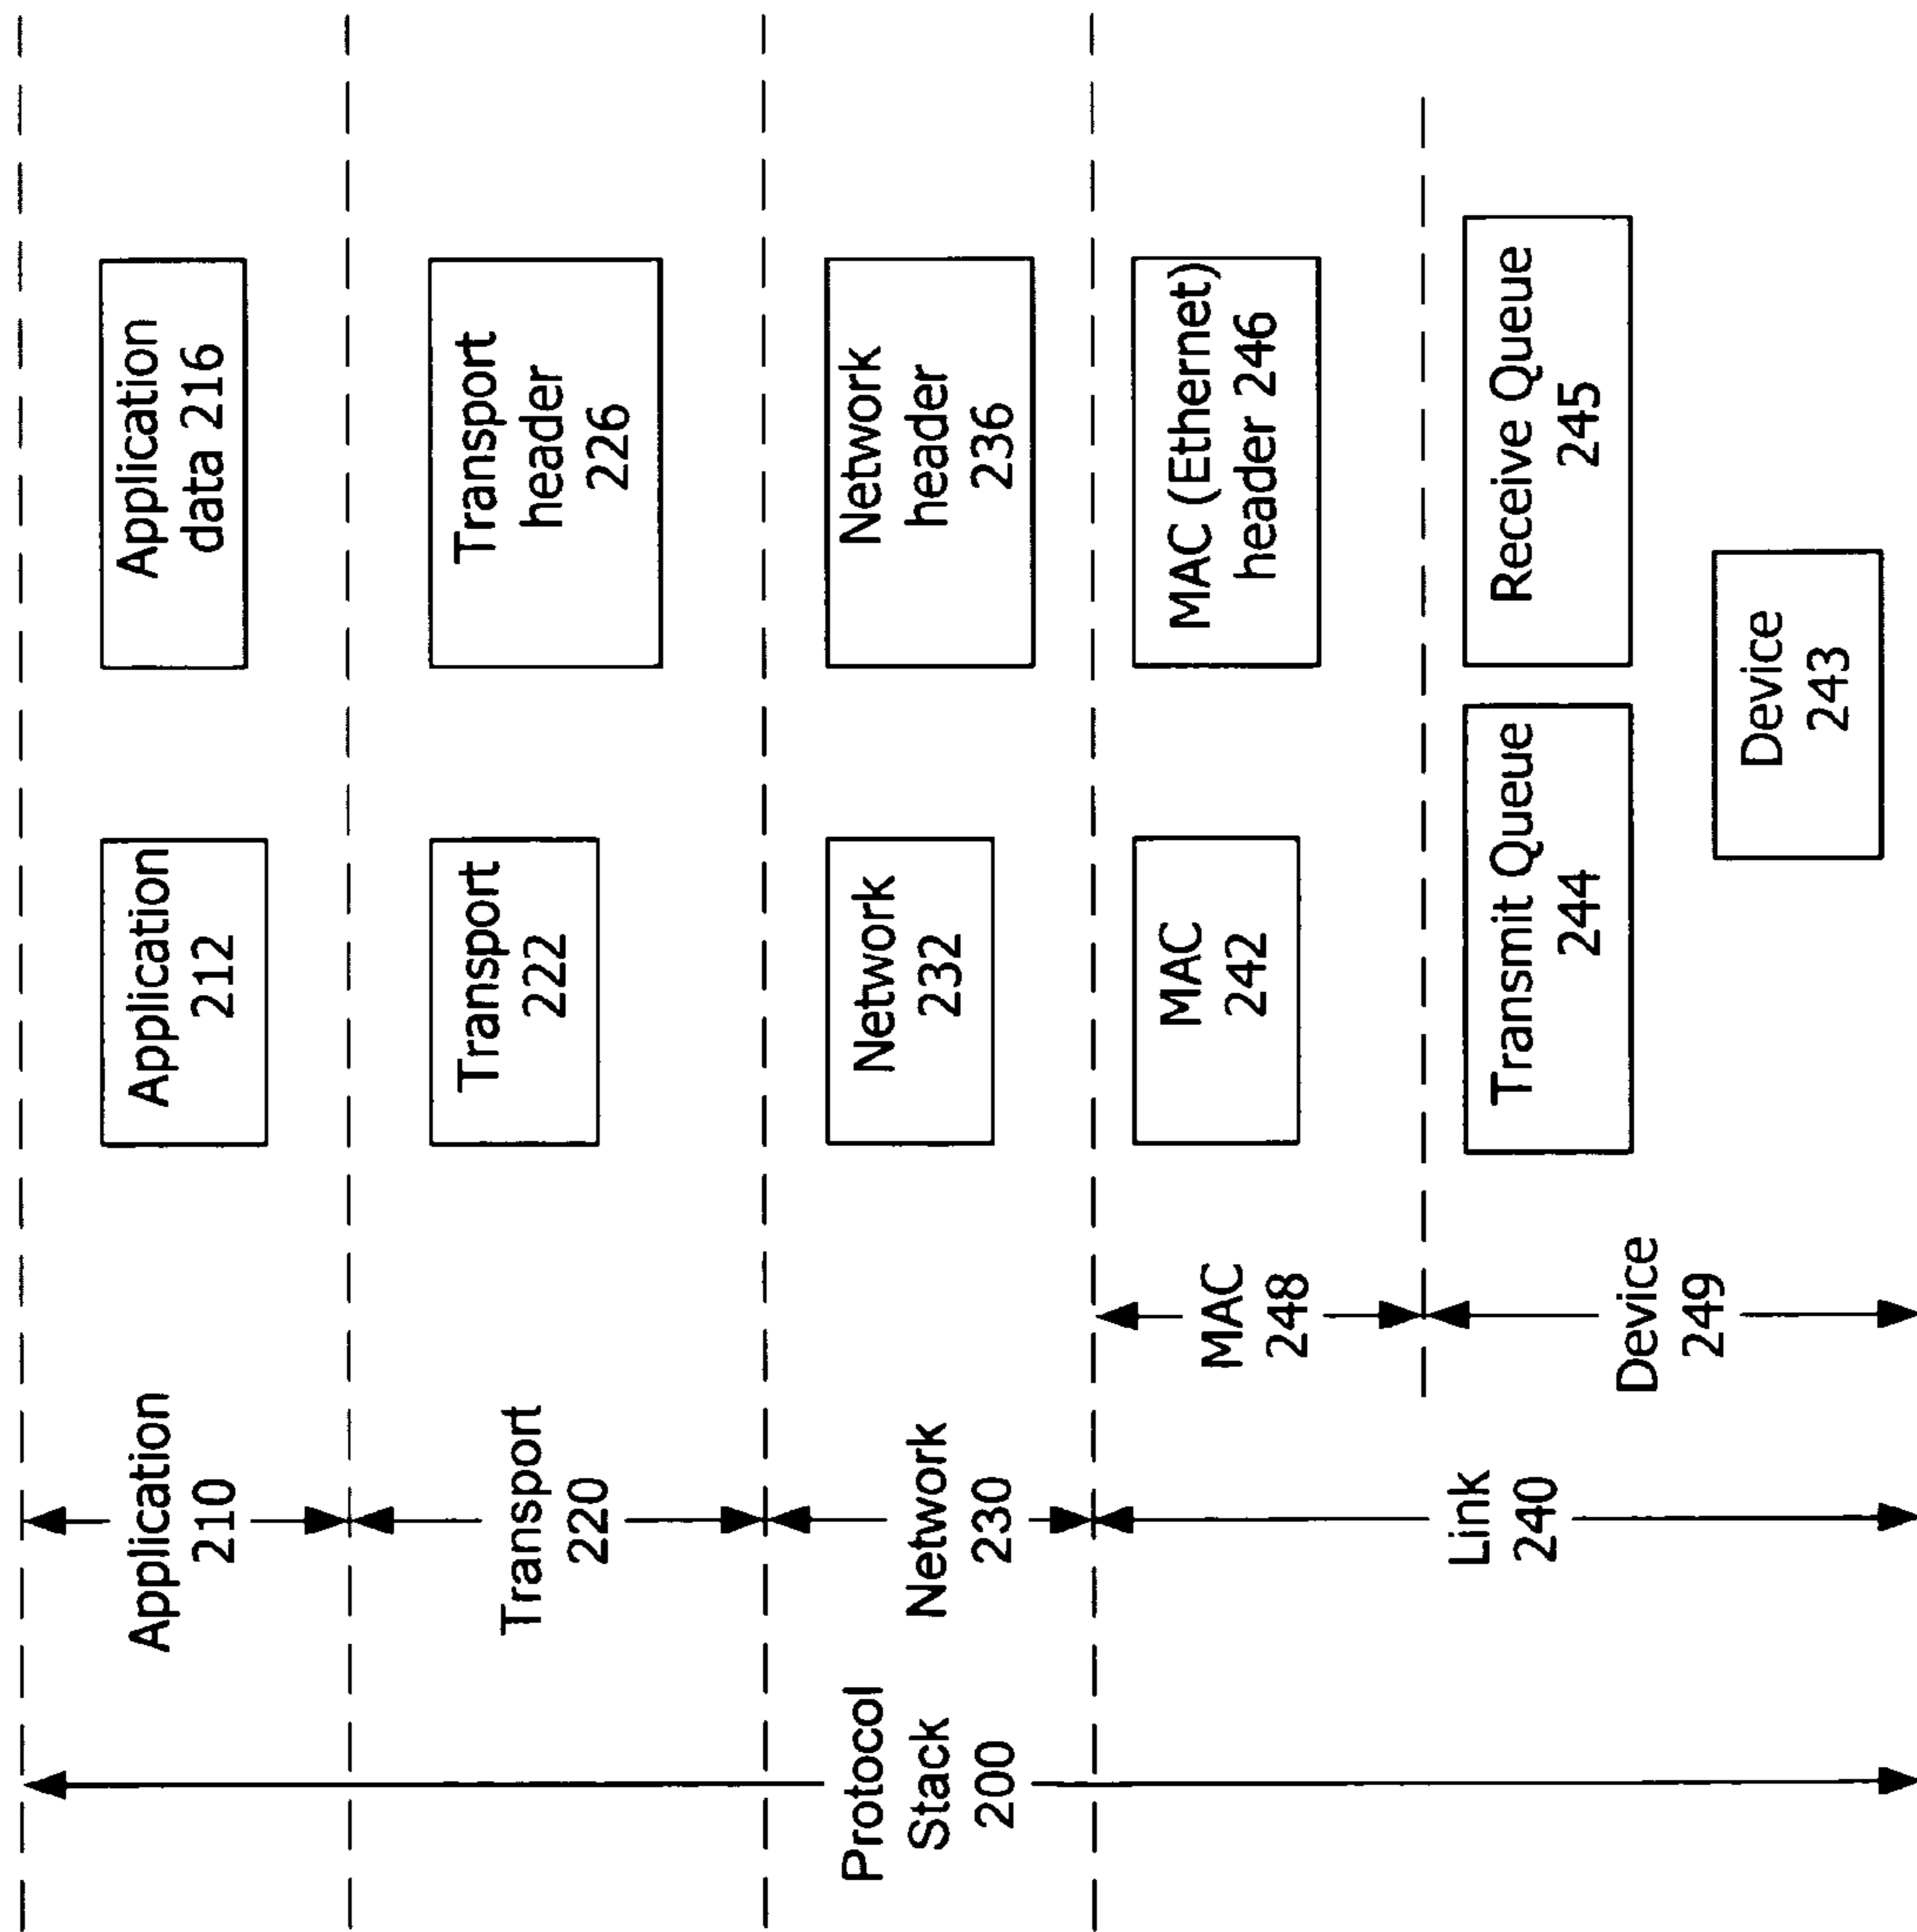 Protocol
Stack
200
Application
210
Application
212
Application
data 216
Transport
220
Transport
222
Transport
header
226
Network
230
Network
232
Network
header
236
Link
240
MAC
248
MAC
242
MAC (Ethernet)
header 246
Device
249
Transmit Queue
244
Receive Queue
245
Device
243